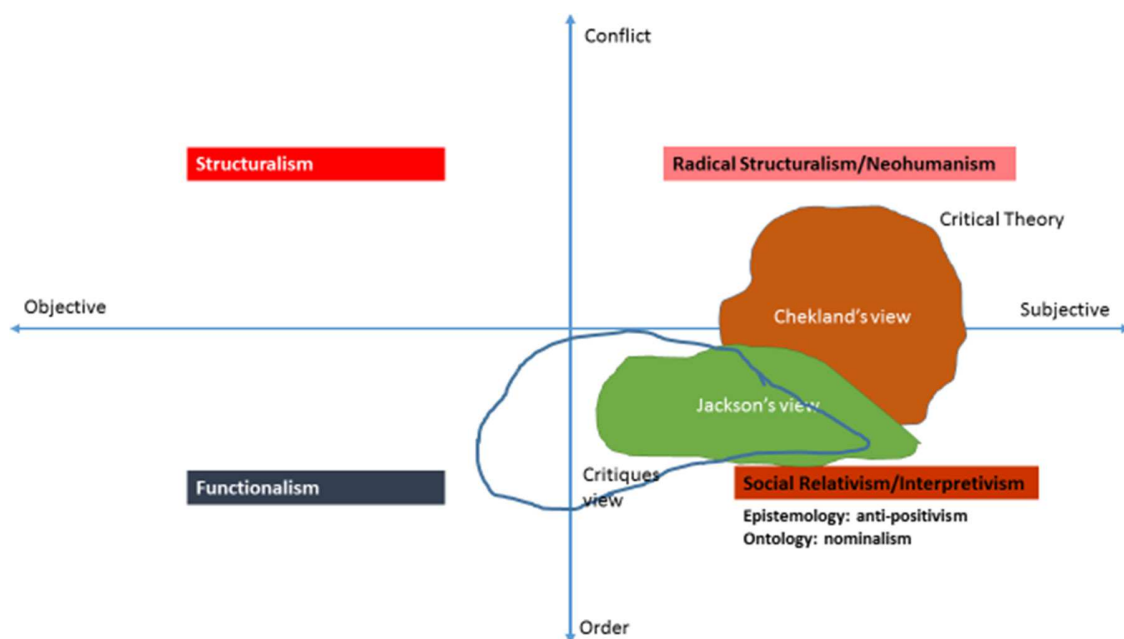 Conflict
Structuralism
Radical Structuralism/Neohumanism
Critical Theory
Objective
Subjective
Chekland's view
Jackson's view
Critiques
view
Functionalism
Social Relativism/Interpretivism
Epistemology: anti-positivism
Ontology: nominalism
Order